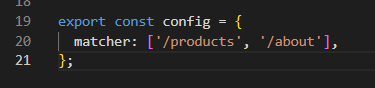 18
19 export const config = {
20   matcher: ['/products', '/about'],
21 };